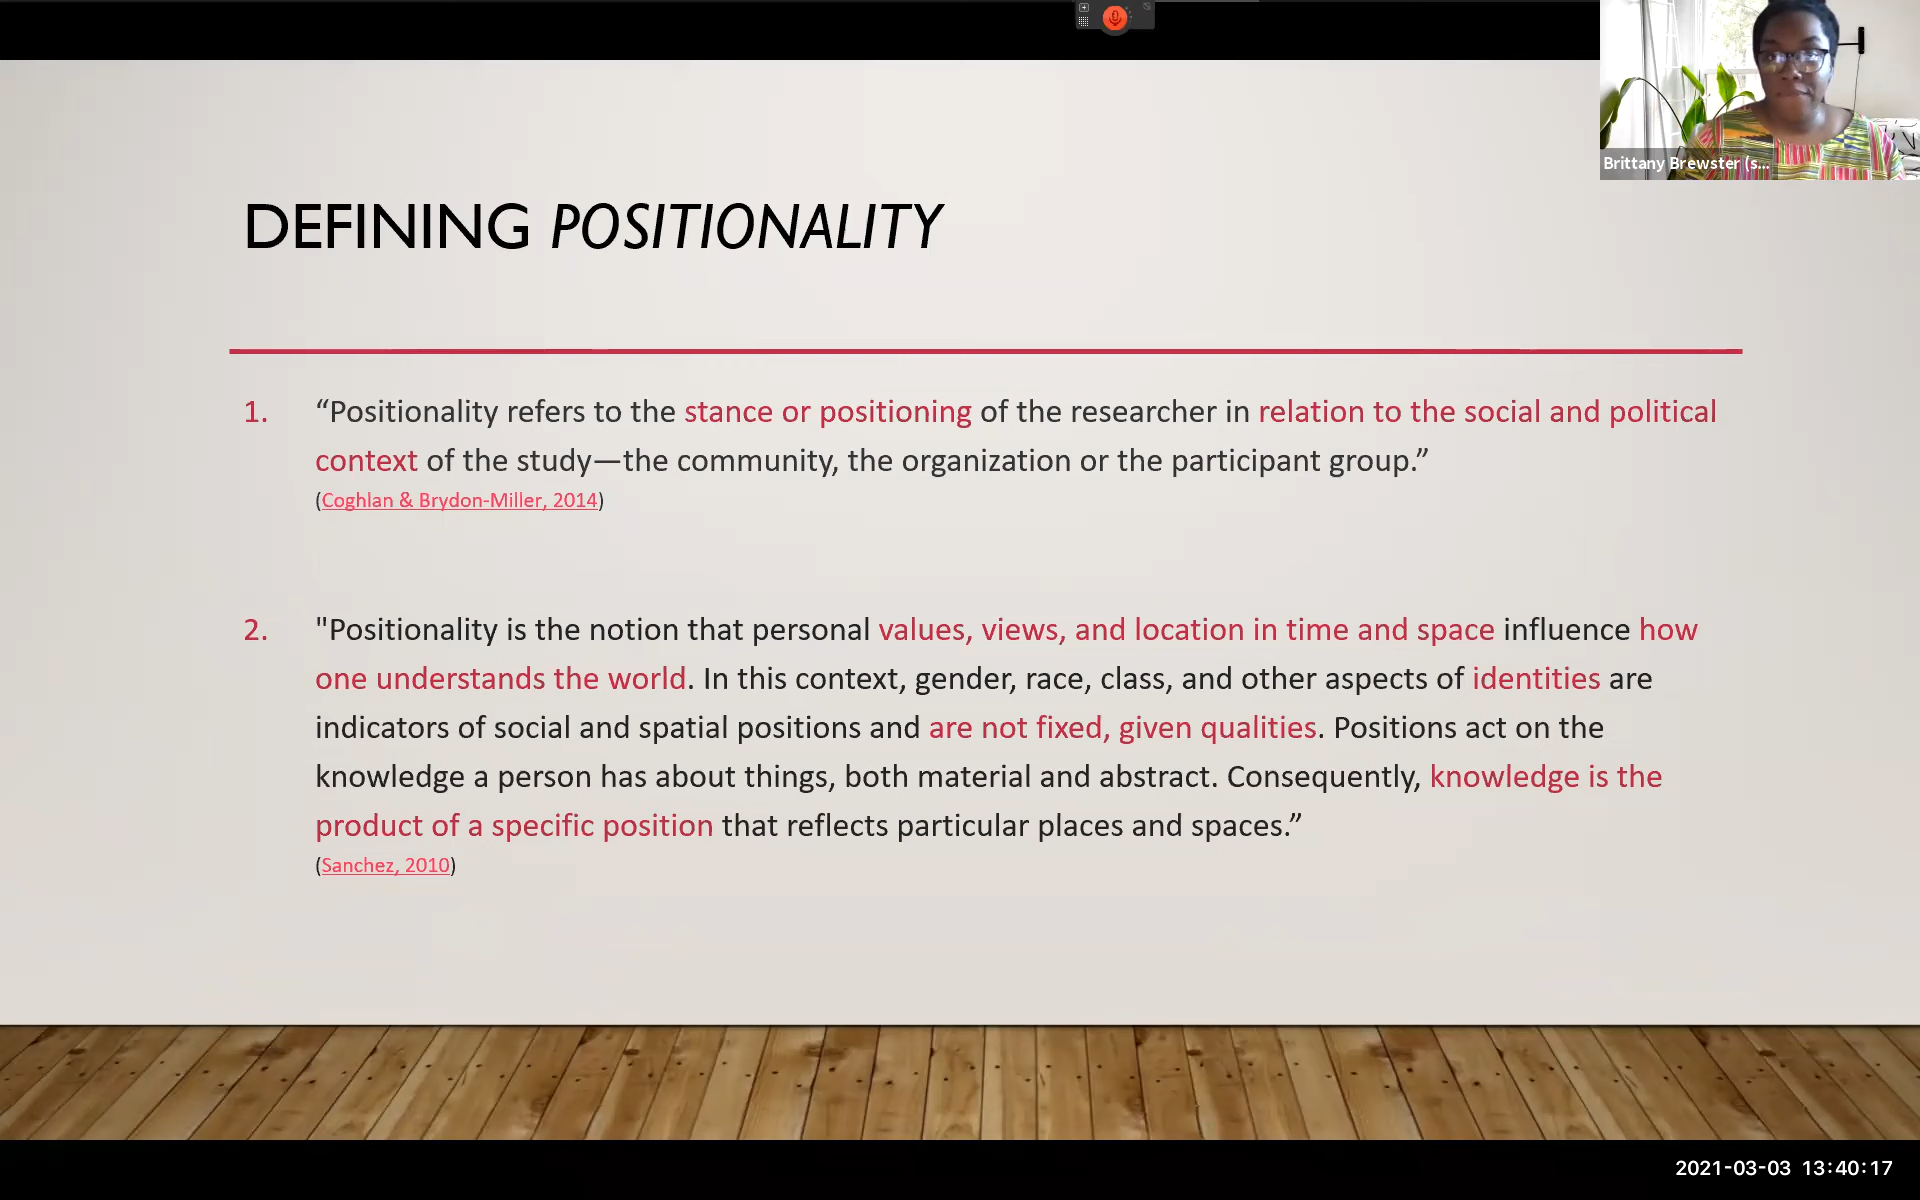 Brittany Brewster (s...
DEFINING POSITIONALITY
1. “Positionality refers to the stance or positioning of the researcher in relation to the social and political
context of the study—the community, the organization or the participant group.”
(Coghlan & Brydon-Miller, 2014)
2. "Positionality is the notion that personal values, views, and location in time and space influence how
one understands the world. In this context, gender, race, class, and other aspects of identities are
indicators of social and spatial positions and are not fixed, given qualities. Positions act on the
knowledge a person has about things, both material and abstract. Consequently, knowledge is the
product of a specific position that reflects particular places and spaces.”
(Sanchez, 2010)
2021-03-03 13:40:17